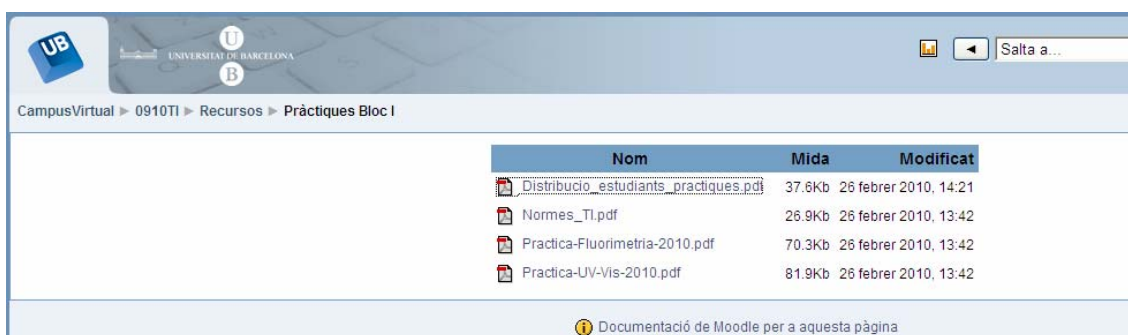 UB
UNIVERSITAT DE BARCELONA
U
B
Salta a...
CampusVirtual ► 0910TI ► Recursos ► Pràctiques Bloc I
Nom Mida Modificat
Distribucio_estudiants_practiques.pdf 37.6Kb 26 febrer 2010, 14:21
Normes_TI.pdf 26.9Kb 26 febrer 2010, 13:42
Practica-Fluorimetria-2010.pdf 70.3Kb 26 febrer 2010, 13:42
Practica-UV-Vis-2010.pdf 81.9Kb 26 febrer 2010, 13:42
Documentació de Moodle per a aquesta pàgina